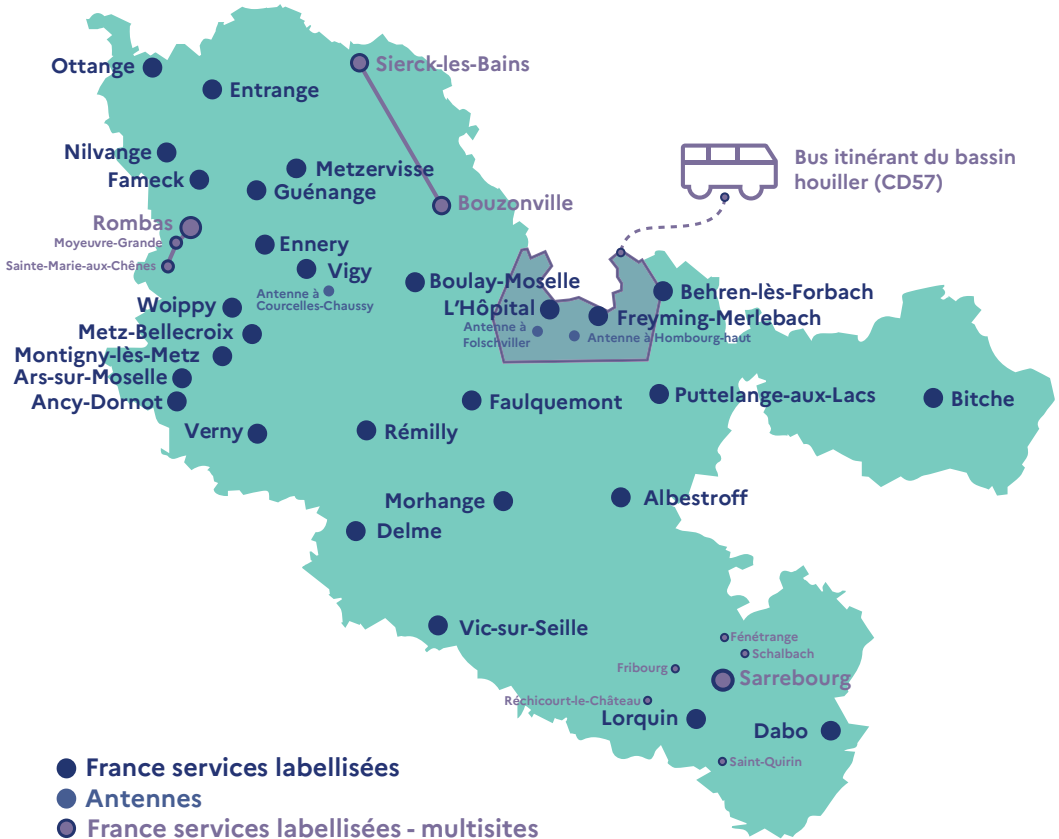 Ottange
Sierck-les-Bains
Entrange
Nilvange
Metzervisse
Fameck
Guénange
Bus itinérant du bassin
houiller (CD57)
Bouzonville
Rombas
Moyeuvre-Grande
Sainte-Marie-aux-Chênes
Ennery
Vigy
Antenne à
Courcelles-Chaussy
Boulay-Moselle
Behren-lès-Forbach
L'Hôpital
Freyming-Merlebach
Antenne à
Folschviller
Antenne à Hombourg-haut
Woippy
Metz-Bellecroix
Montigny-lès-Metz
Ars-sur-Moselle
Ancy-Dornot
Verny
Rémilly
Faulquemont
Puttelange-aux-Lacs
Bitche
Morhange
Albestroff
Delme
Vic-sur-Seille
Fénétrange
Schalbach
Fribourg
Sarrebourg
Réchicourt-le-Château
Lorquin
Dabo
Saint-Quirin
France services labellisées
Antennes
France services labellisées - multisites